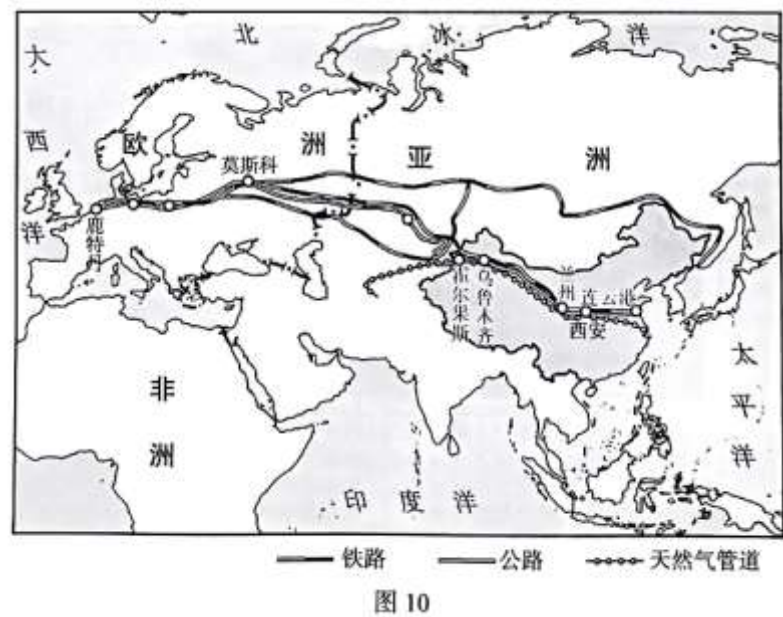 大
北
冰
洋
西
洋
欧
洲
亚
洲
莫斯科
鹿特丹
霍尔果斯
乌鲁木齐
兰州
连云港
西安
太
平
洋
非
洲
印度洋
铁路
公路
天然气管道
图 10